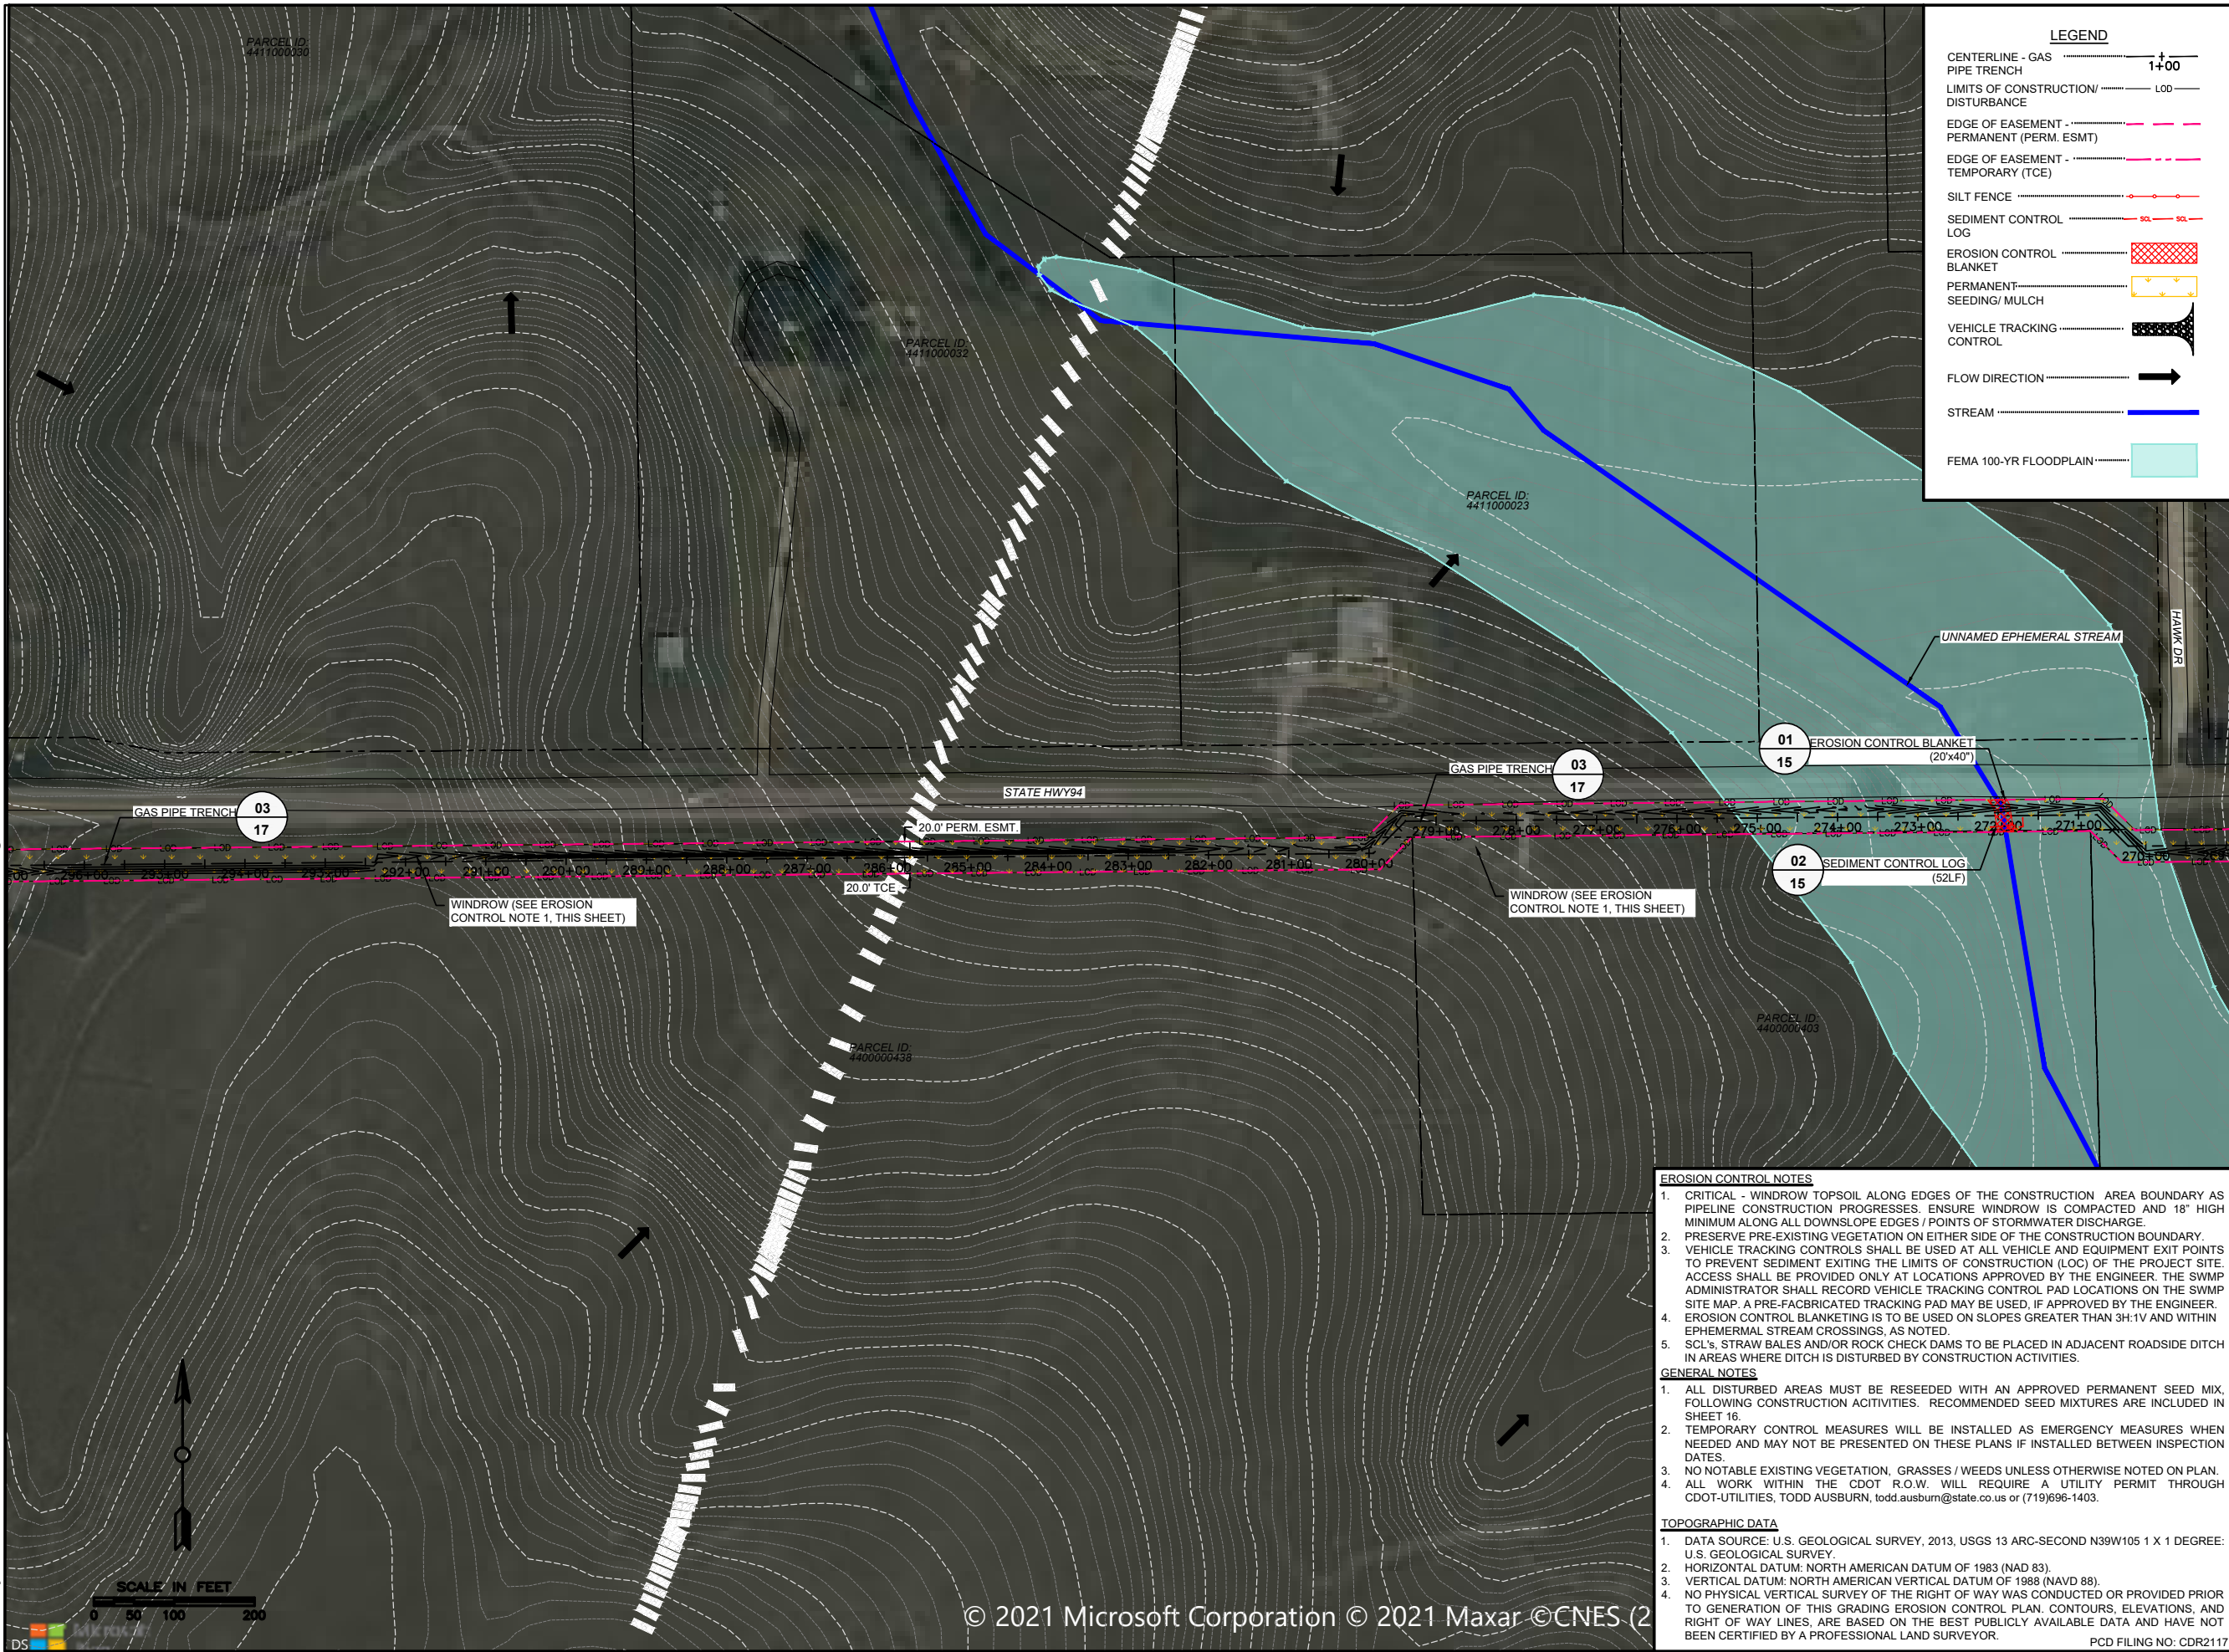 PARCEL ID:
4411000030
PARCEL ID:
4411000032
PARCEL ID:
4411000023
LEGEND
CENTERLINE - GAS
PIPE TRENCH
1+00
LIMITS OF CONSTRUCTION/
DISTURBANCE
LOD
EDGE OF EASEMENT -
PERMANENT (PERM. ESMT)
EDGE OF EASEMENT -
TEMPORARY (TCE)
SILT FENCE
SEDIMENT CONTROL
LOG
SCL SCL
EROSION CONTROL
BLANKET
PERMANENT
SEEDING/ MULCH
VEHICLE TRACKING
CONTROL
FLOW DIRECTION
STREAM
FEMA 100-YR FLOODPLAIN
UNNAMED EPHEMERAL STREAM
HAWK DR
01
15
EROSION CONTROL BLANKET
(20'x40")
GAS PIPE TRENCH
03
17
STATE HWY94
GAS PIPE TRENCH
03
17
20.0' PERM. ESMT.
20.0' TCE
294+00 292+00 291+00 290+00 289+00 288+00 287+00 286+00 285+00 284+00 283+00 282+00 281+00 280+00 279+00 278+00 277+00 276+00 275+00 274+00 273+00 271+00 270+00
02
15
SEDIMENT CONTROL LOG
(52LF)
WINDROW (SEE EROSION
CONTROL NOTE 1, THIS SHEET)
WINDROW (SEE EROSION
CONTROL NOTE 1, THIS SHEET)
PARCEL ID:
4400000438
PARCEL ID:
4400000403
EROSION CONTROL NOTES
1. CRITICAL - WINDROW TOPSOIL ALONG EDGES OF THE CONSTRUCTION AREA BOUNDARY AS
PIPELINE CONSTRUCTION PROGRESSES. ENSURE WINDROW IS COMPACTED AND 18" HIGH
MINIMUM ALONG ALL DOWNSLOPE EDGES / POINTS OF STORMWATER DISCHARGE.
2. PRESERVE PRE-EXISTING VEGETATION ON EITHER SIDE OF THE CONSTRUCTION BOUNDARY.
3. VEHICLE TRACKING CONTROLS SHALL BE USED AT ALL VEHICLE AND EQUIPMENT EXIT POINTS
TO PREVENT SEDIMENT EXITING THE LIMITS OF CONSTRUCTION (LOC) OF THE PROJECT SITE.
ACCESS SHALL BE PROVIDED ONLY AT LOCATIONS APPROVED BY THE ENGINEER. THE SWMP
ADMINISTRATOR SHALL RECORD VEHICLE TRACKING CONTROL PAD LOCATIONS ON THE SWMP
SITE MAP. A PRE-FACBRICATED TRACKING PAD MAY BE USED, IF APPROVED BY THE ENGINEER.
4. EROSION CONTROL BLANKETING IS TO BE USED ON SLOPES GREATER THAN 3H:1V AND WITHIN
EPHEMERMAL STREAM CROSSINGS, AS NOTED.
5. SCL's, STRAW BALES AND/OR ROCK CHECK DAMS TO BE PLACED IN ADJACENT ROADSIDE DITCH
IN AREAS WHERE DITCH IS DISTURBED BY CONSTRUCTION ACTIVITIES.
GENERAL NOTES
1. ALL DISTURBED AREAS MUST BE RESEEDED WITH AN APPROVED PERMANENT SEED MIX,
FOLLOWING CONSTRUCTION ACITIVITIES. RECOMMENDED SEED MIXTURES ARE INCLUDED IN
SHEET 16.
2. TEMPORARY CONTROL MEASURES WILL BE INSTALLED AS EMERGENCY MEASURES WHEN
NEEDED AND MAY NOT BE PRESENTED ON THESE PLANS IF INSTALLED BETWEEN INSPECTION
DATES.
3. NO NOTABLE EXISTING VEGETATION, GRASSES / WEEDS UNLESS OTHERWISE NOTED ON PLAN.
4. ALL WORK WITHIN THE CDOT R.O.W. WILL REQUIRE A UTILITY PERMIT THROUGH
CDOT-UTILITIES, TODD AUSBURN, todd.ausburn@state.co.us or (719)696-1403.
TOPOGRAPHIC DATA
1. DATA SOURCE: U.S. GEOLOGICAL SURVEY, 2013, USGS 13 ARC-SECOND N39W105 1 X 1 DEGREE:
U.S. GEOLOGICAL SURVEY.
2. HORIZONTAL DATUM: NORTH AMERICAN DATUM OF 1983 (NAD 83).
3. VERTICAL DATUM: NORTH AMERICAN VERTICAL DATUM OF 1988 (NAVD 88).
4. NO PHYSICAL VERTICAL SURVEY OF THE RIGHT OF WAY WAS CONDUCTED OR PROVIDED PRIOR
TO GENERATION OF THIS GRADING EROSION CONTROL PLAN. CONTOURS, ELEVATIONS, AND
RIGHT OF WAY LINES, ARE BASED ON THE BEST PUBLICLY AVAILABLE DATA AND HAVE NOT
BEEN CERTIFIED BY A PROFESSIONAL LAND SURVEYOR.
PCD FILING NO: CDR2117
SCALE IN FEET
0 50 100 200
© 2021 Microsoft Corporation © 2021 Maxar ©CNES (2
DS